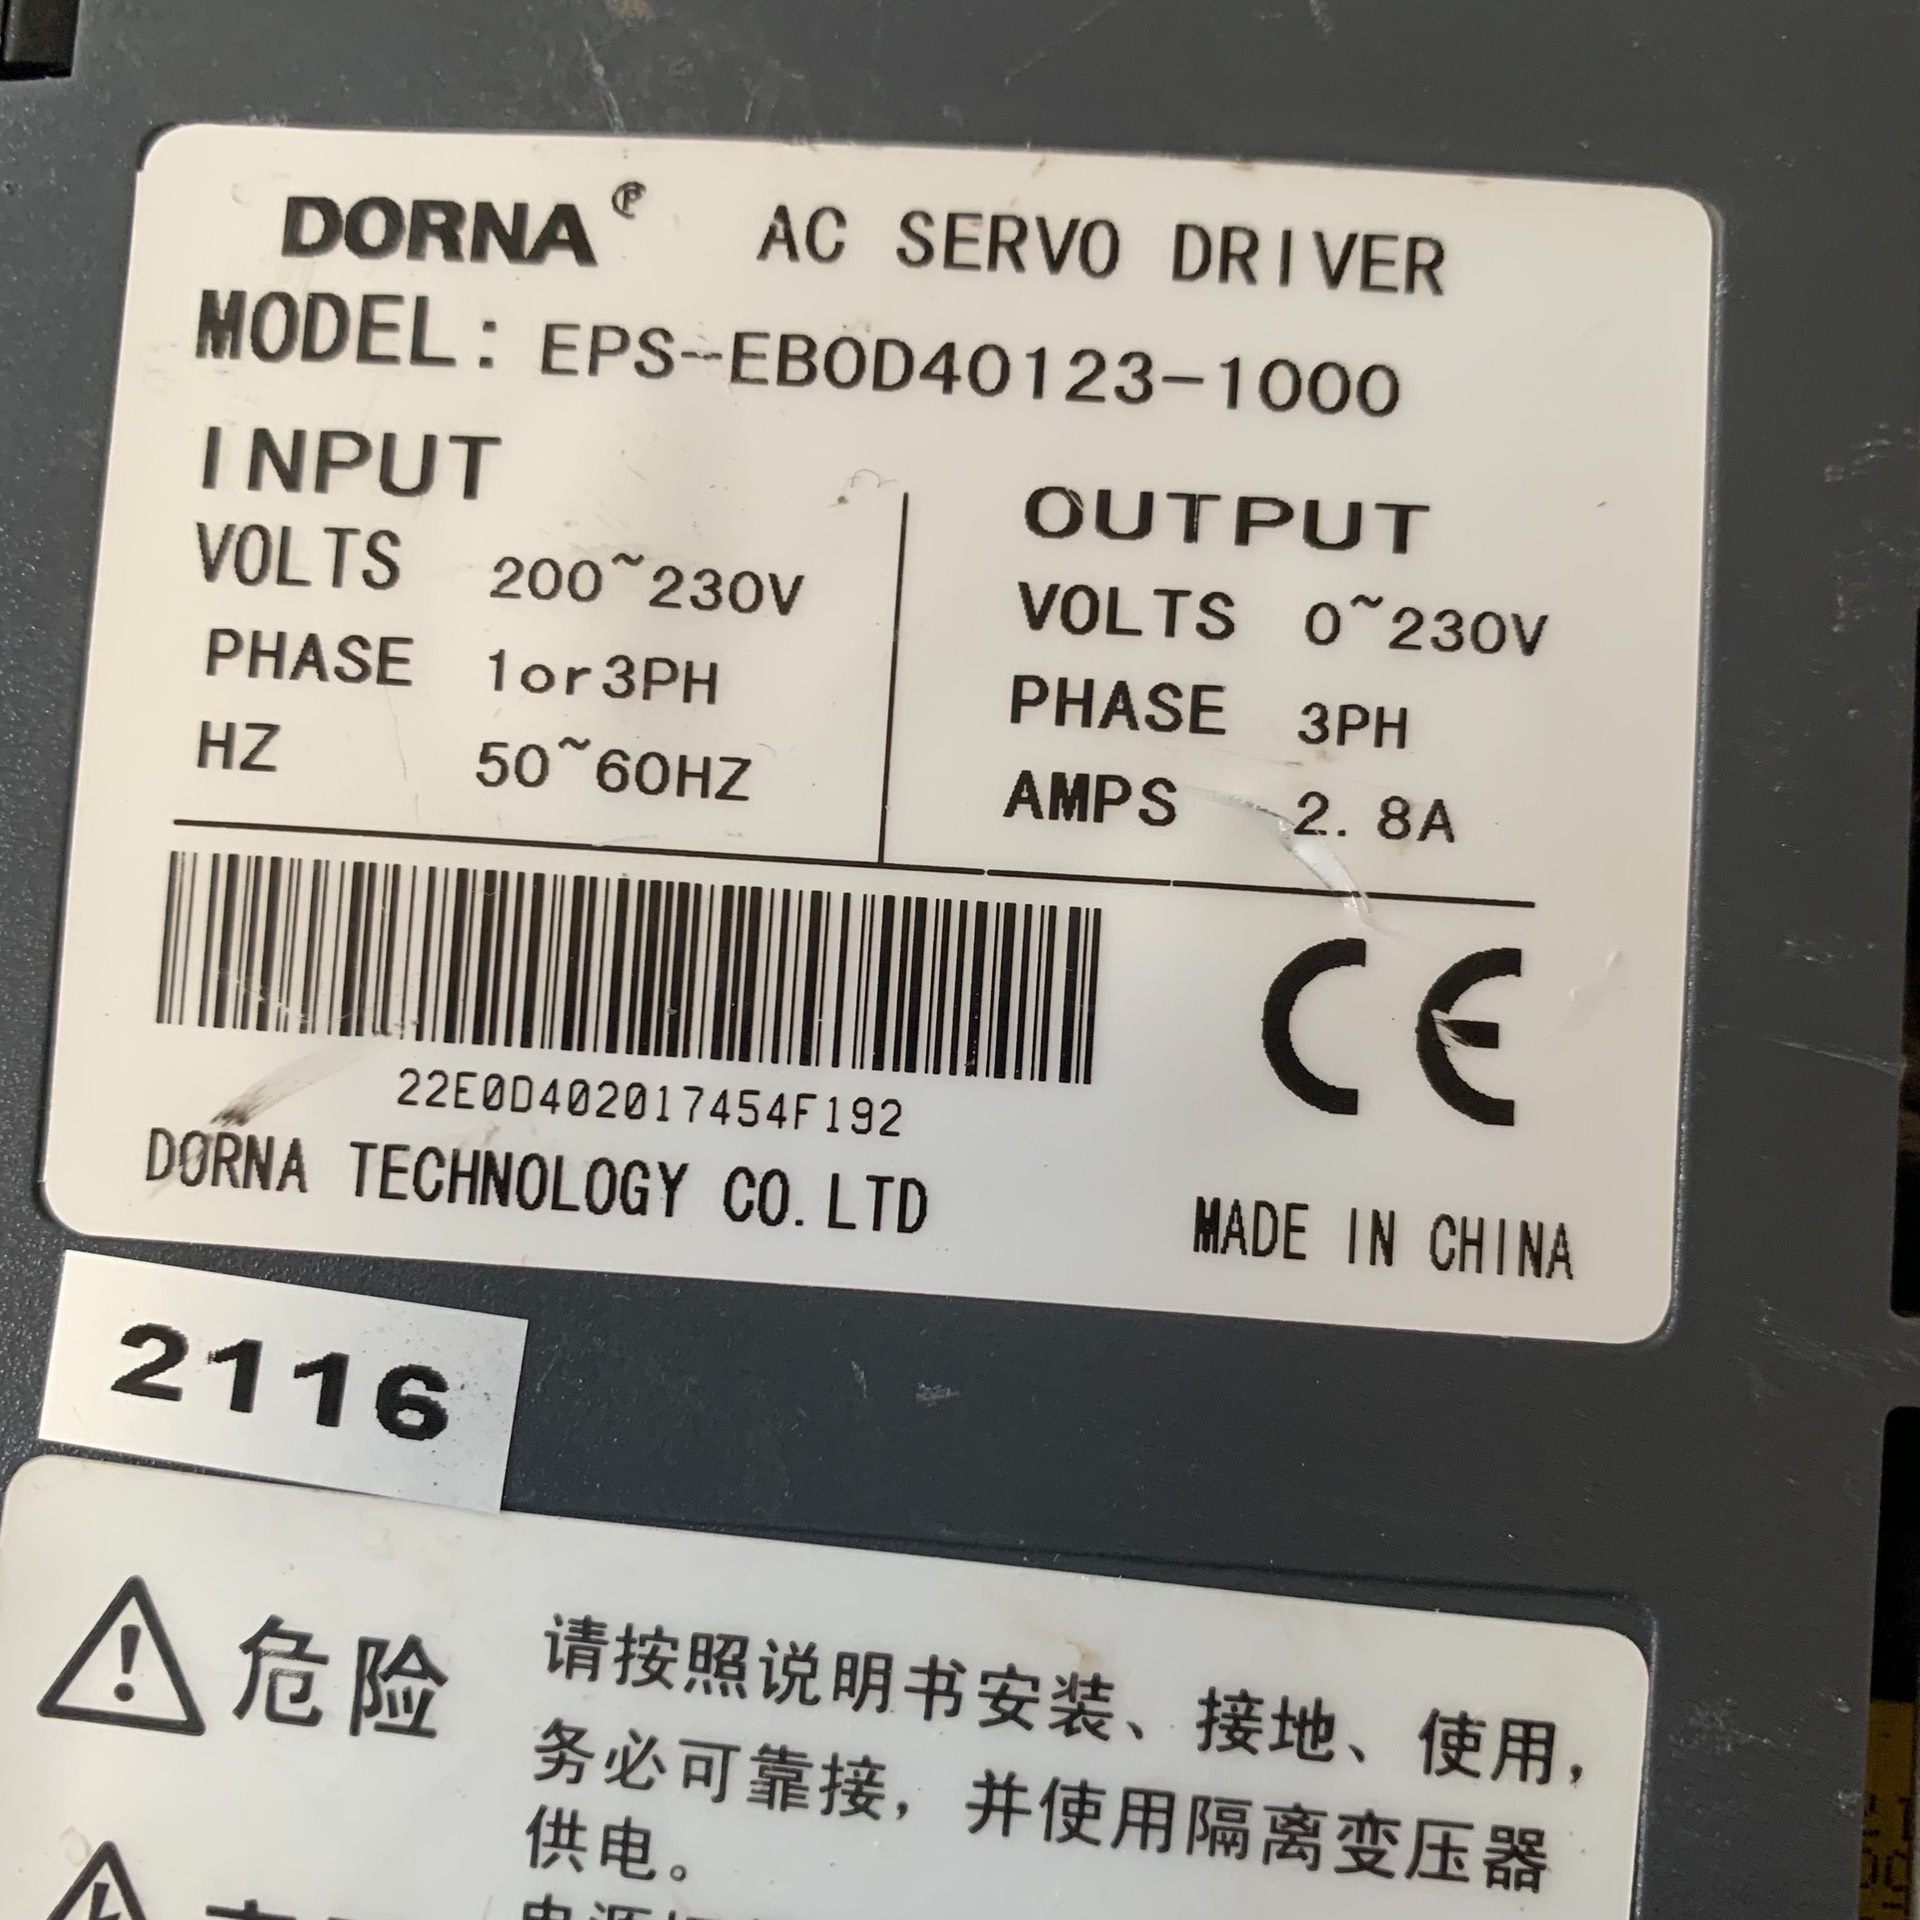 DORNA® AC SERVO DRIVER
MODEL: EPS-EB0D40123-1000
INPUT
VOLTS 200~230V
PHASE 1or3PH
HZ 50~60HZ
OUTPUT
VOLTS 0~230V
PHASE 3PH
AMPS 2.8A
22E0D402017454F192
CE
DORNA TECHNOLOGY CO.LTD
MADE IN CHINA
2116
危险
请按照说明书安装、接地、使用，
务必可靠接，并使用隔离变压器
供电。